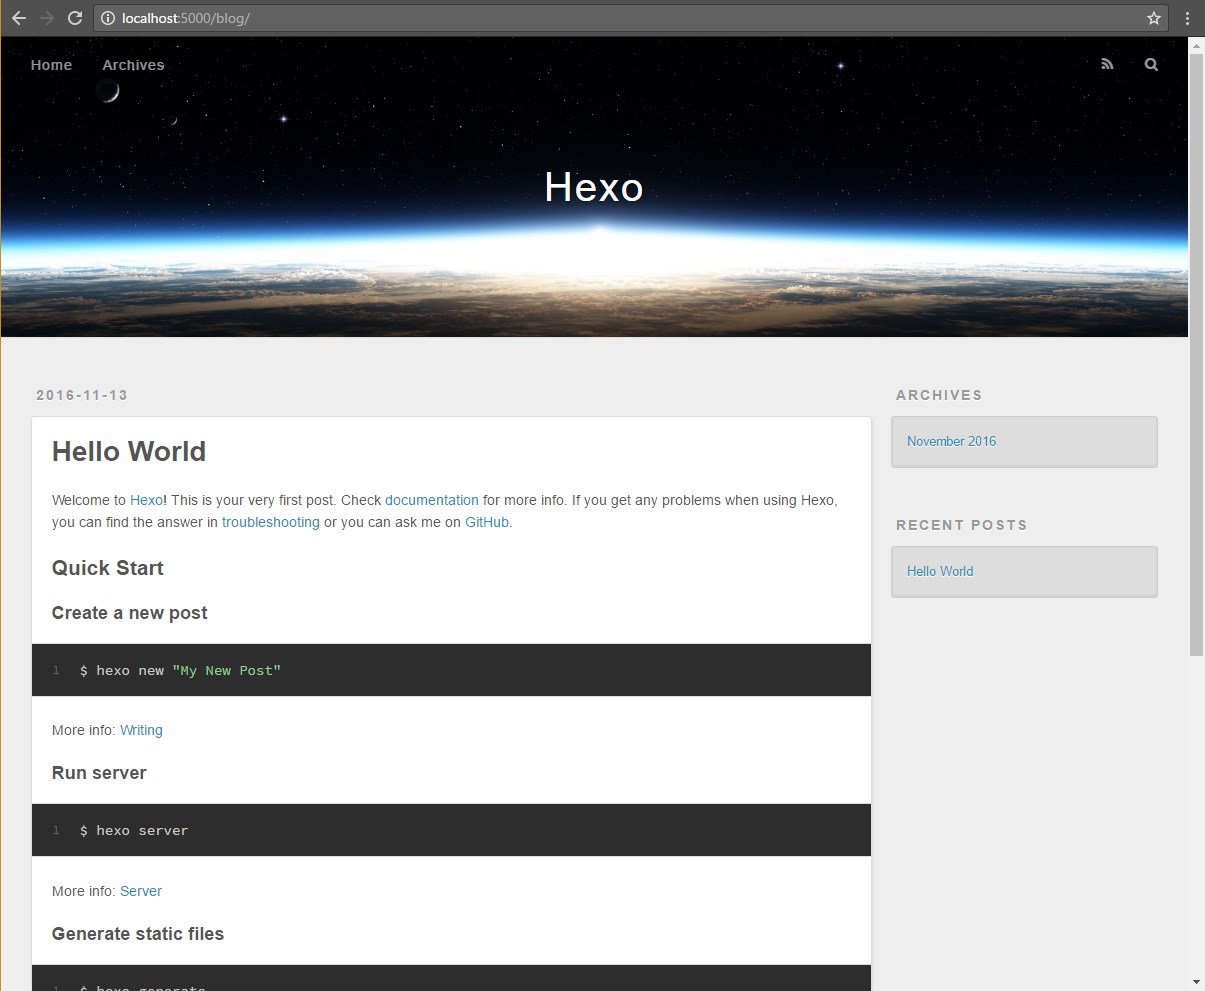 localhost:5000/blog/
Home Archives
Hexo
2016-11-13
Hello World
Welcome to Hexo! This is your very first post. Check documentation for more info. If you get any problems when using Hexo,
you can find the answer in troubleshooting or you can ask me on GitHub.
Quick Start
Create a new post
1 $ hexo new "My New Post"
More info: Writing
Run server
1 $ hexo server
More info: Server
Generate static files
1 $ hexo generate
ARCHIVES
November 2016
RECENT POSTS
Hello World